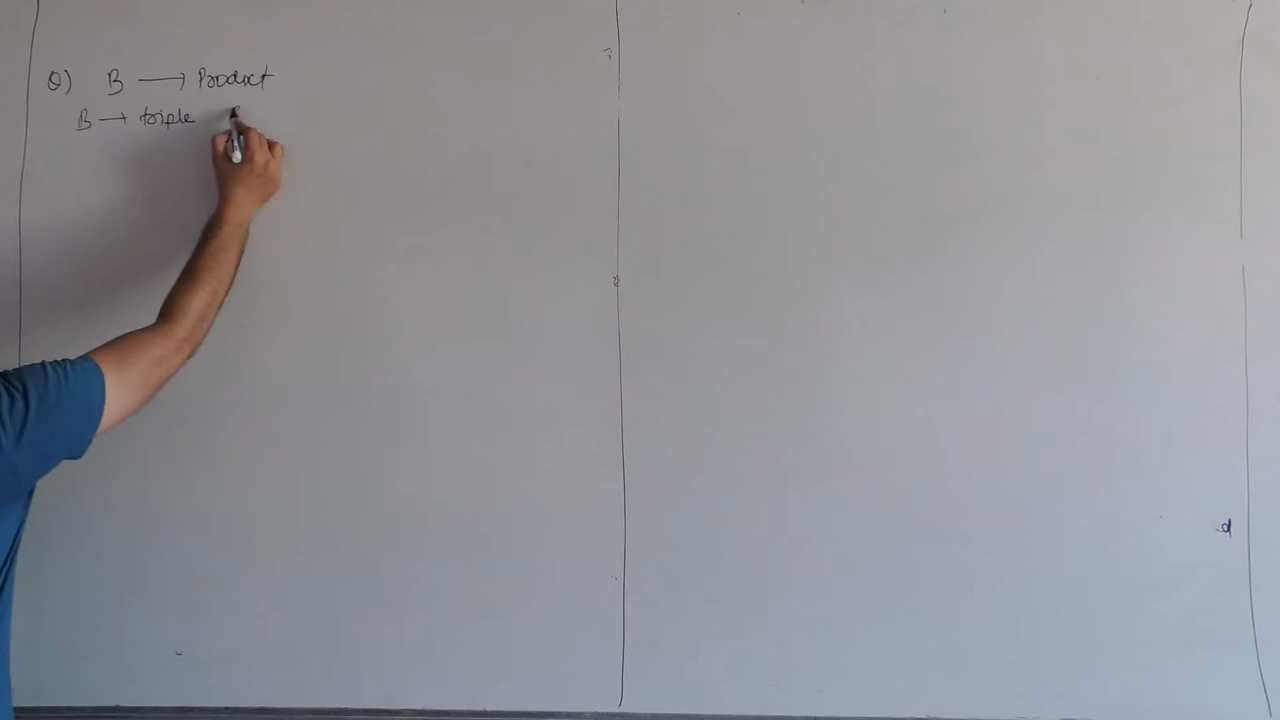 Q) B → Product
B → triple